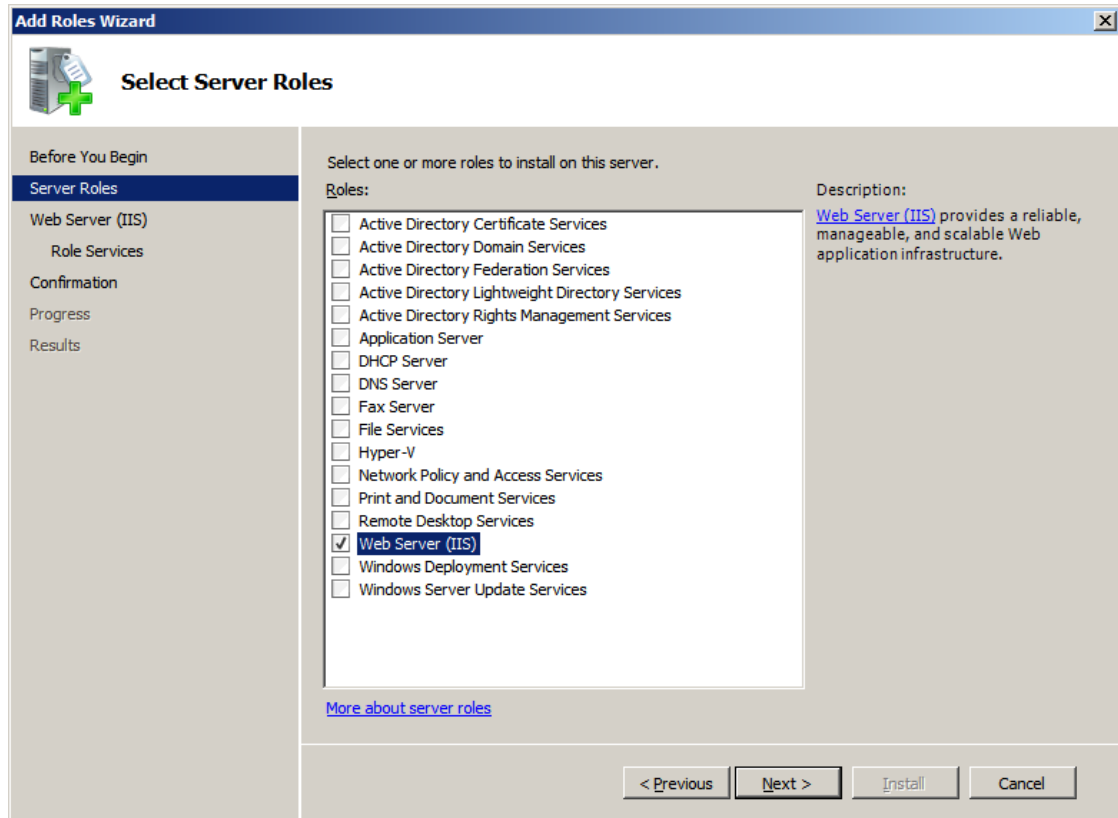 Add Roles Wizard
Select Server Roles
Before You Begin
Server Roles
Web Server (IIS)
Role Services
Confirmation
Progress
Results
Select one or more roles to install on this server.
Roles:
Active Directory Certificate Services
Active Directory Domain Services
Active Directory Federation Services
Active Directory Lightweight Directory Services
Active Directory Rights Management Services
Application Server
DHCP Server
DNS Server
Fax Server
File Services
Hyper-V
Network Policy and Access Services
Print and Document Services
Remote Desktop Services
Web Server (IIS)
Windows Deployment Services
Windows Server Update Services
More about server roles
Description:
Web Server (IIS) provides a reliable,
manageable, and scalable Web
application infrastructure.
< Previous
Next >
Install
Cancel